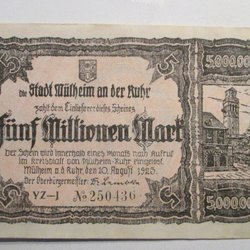 5 5.000.000
Die Stadt Mülheim an der Ruhr
zahlt dem Einlieferer dieses Scheines
Fünf Millionen Mark
Der Schein wird innerhalb eines Monats nach Aufruf
im Kreisblatt von Mülheim-Ruhr eingelöst
Mülheim a.d. Ruhr, den 10. August 1923.
Der Oberbürgermeister
YZ-I № 250436
5 5.000.000